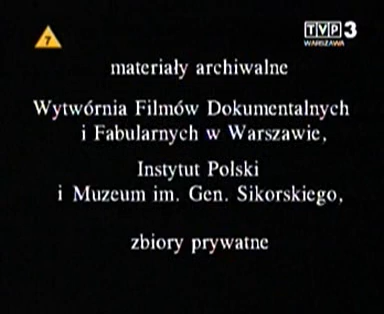 7
TVP3
WARSZAWA
materiały archiwalne
Wytwórnia Filmów Dokumentalnych
i Fabularnych w Warszawie,
Instytut Polski
i Muzeum im. Gen. Sikorskiego,
zbiory prywatne